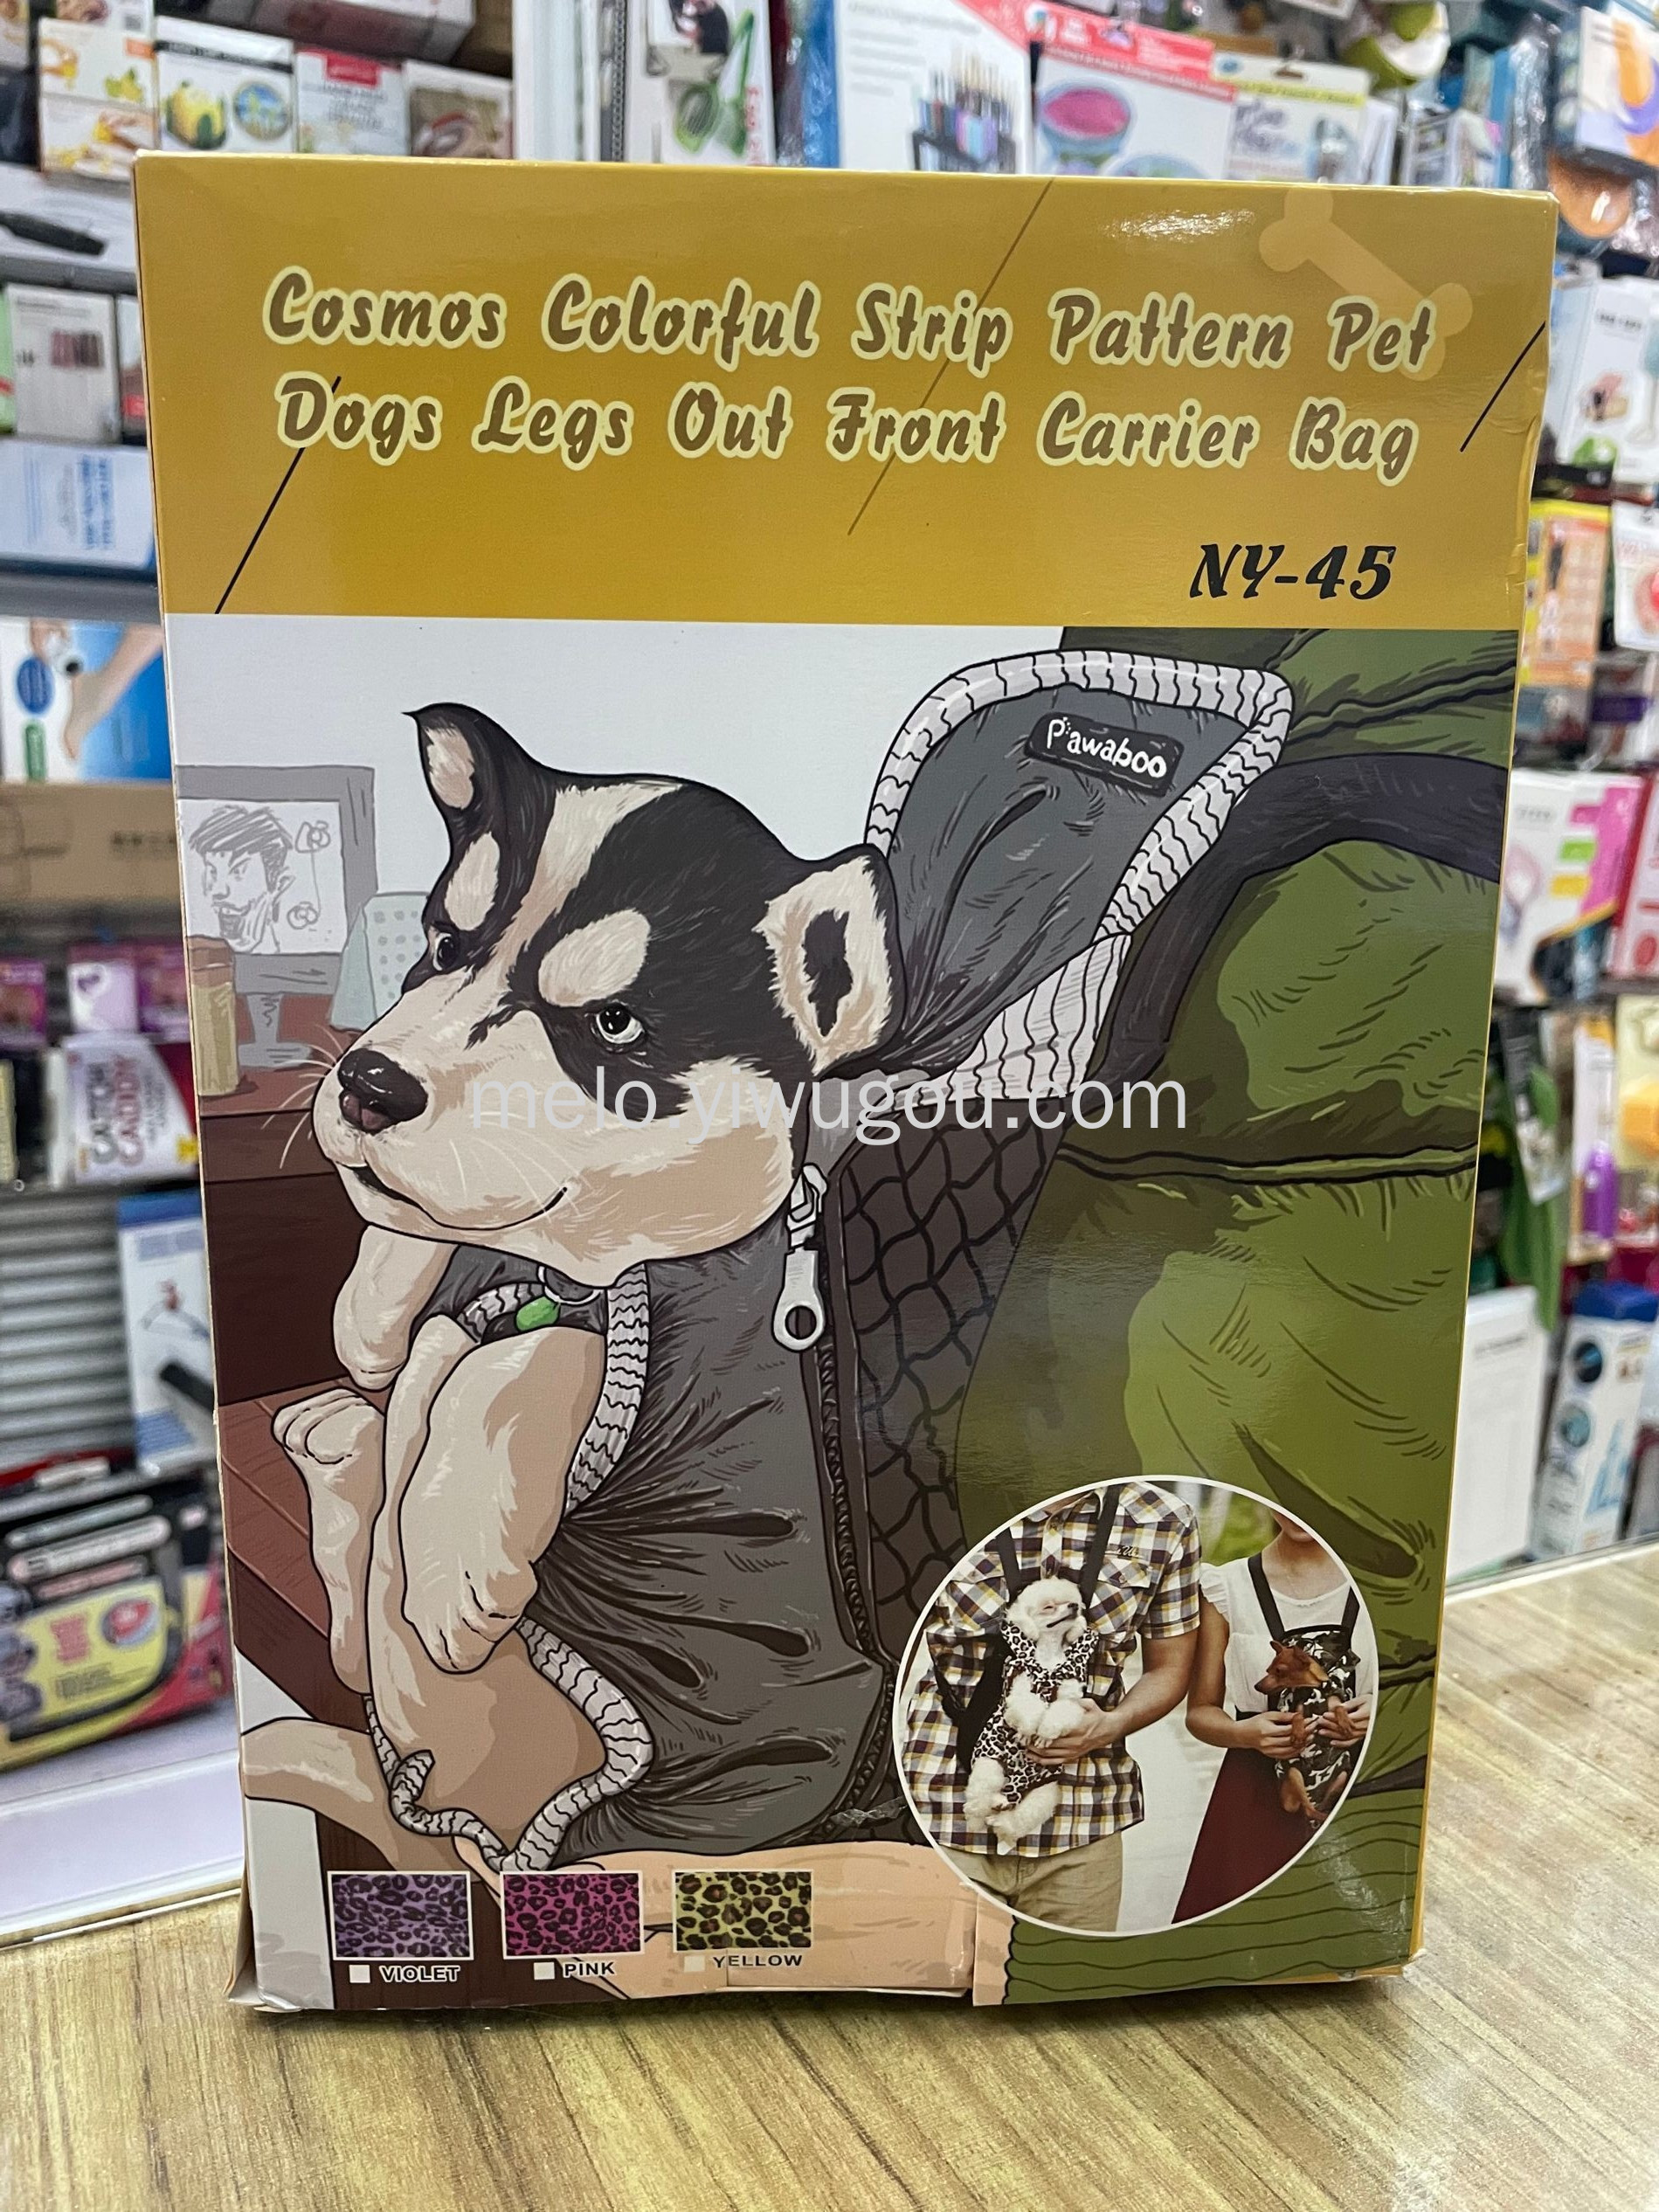 Cosmos Colorful Strip Pattern Pet
Dogs Legs Out Front Carrier Bag
NY-45
Pawaboo
melo.yiwugou.com
VIOLET
PINK
YELLOW